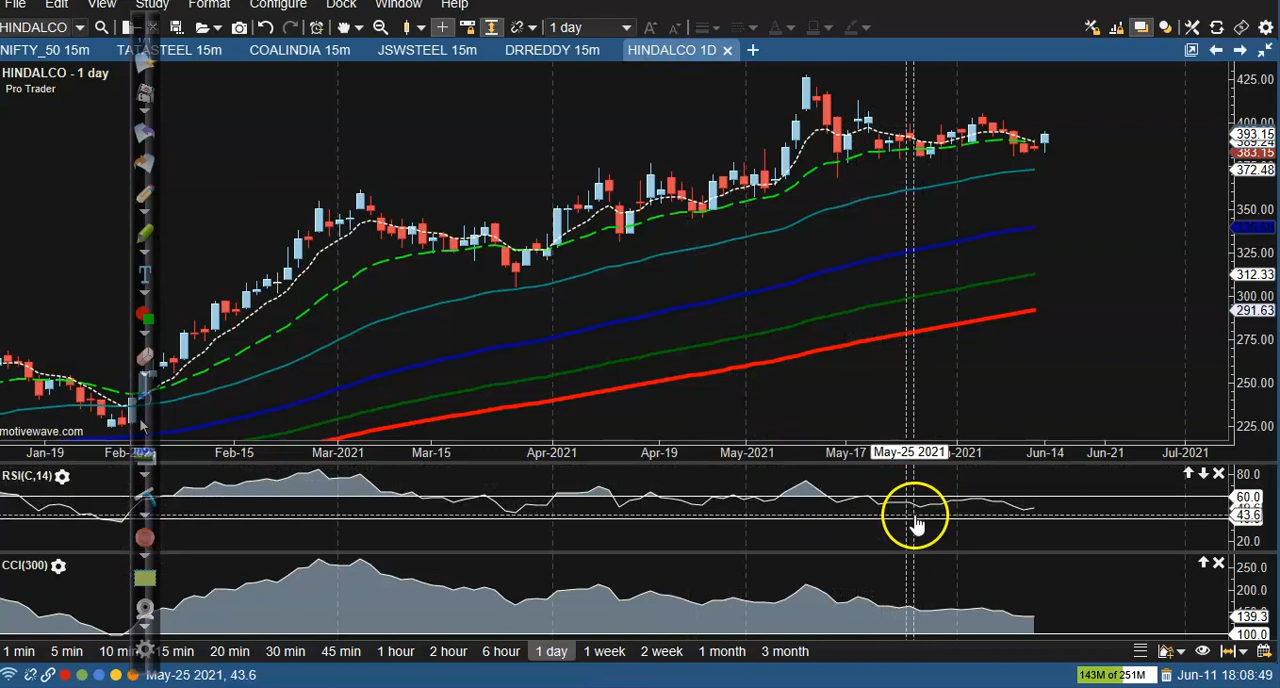 File Edit View Study Format Configure Dock Window Help
HINDALCO 1 day
NIFTY_50 15m TATASTEEL 15m COALINDIA 15m JSWSTEEL 15m DRREDDY 15m HINDALCO 1D
HINDALCO - 1 day
Pro Trader
425.00
400.00
393.15
383.15
372.48
350.00
325.00
312.33
300.00
291.63
275.00
250.00
225.00
motivewave.com
Jan-19 Feb-15 Mar-2021 Mar-15 Apr-2021 Apr-19 May-2021 May-17 May-25 2021 Jun-14 Jun-21 Jul-2021
RSI(C,14)
80.0
60.0
43.6
20.0
CCI(300)
250.0
139.3
100.0
1 min 5 min 10 min 15 min 20 min 30 min 45 min 1 hour 2 hour 6 hour 1 day 1 week 2 week 1 month 3 month
May-25 2021, 43.6 143M of 251M Jun-11 18:08:49